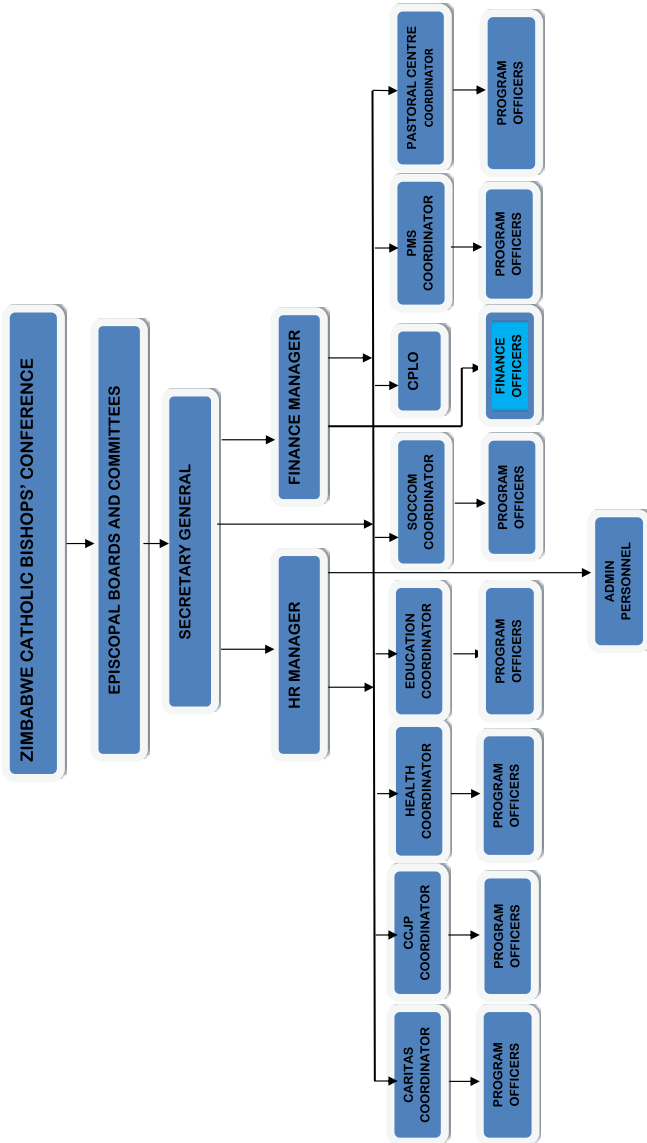 ZIMBABWE CATHOLIC BISHOPS' CONFERENCE
EPISCOPAL BOARDS AND COMMITTEES
SECRETARY GENERAL
HR MANAGER
FINANCE MANAGER
CARITAS
COORDINATOR
CCJP
COORDINATOR
HEALTH
COORDINATOR
EDUCATION
COORDINATOR
SOCCOM
COORDINATOR
CPLO
PMS
COORDINATOR
PASTORAL CENTRE
COORDINATOR
PROGRAM
OFFICERS
PROGRAM
OFFICERS
PROGRAM
OFFICERS
PROGRAM
OFFICERS
PROGRAM
OFFICERS
FINANCE
OFFICERS
PROGRAM
OFFICERS
PROGRAM
OFFICERS
ADMIN
PERSONNEL